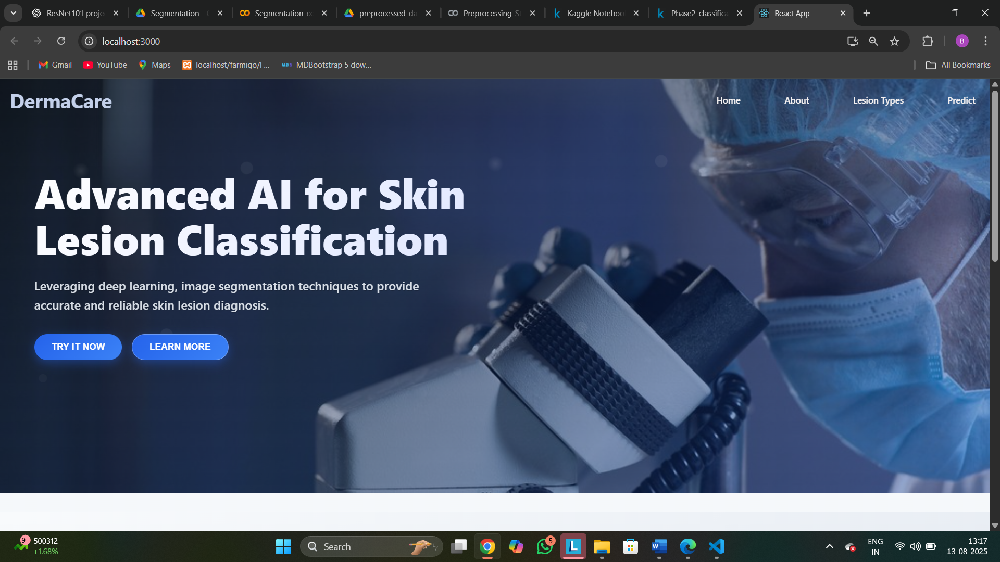 ResNet101 proje
Segmentation - C
Segmentation_co
preprocessed_da
Preprocessing_St
Kaggle Noteboo
Phase2_classifica
React App
localhost:3000
B
Gmail
YouTube
Maps
localhost/farmigo/F...
MDB
MDBootstrap 5 dow...
All Bookmarks
DermaCare
Home
About
Lesion Types
Predict
Advanced AI for Skin
Lesion Classification
Leveraging deep learning, image segmentation techniques to provide
accurate and reliable skin lesion diagnosis.
TRY IT NOW
LEARN MORE
9+
500312
+1.68%
Search
5
L
W
ENG
IN
13:17
13-08-2025